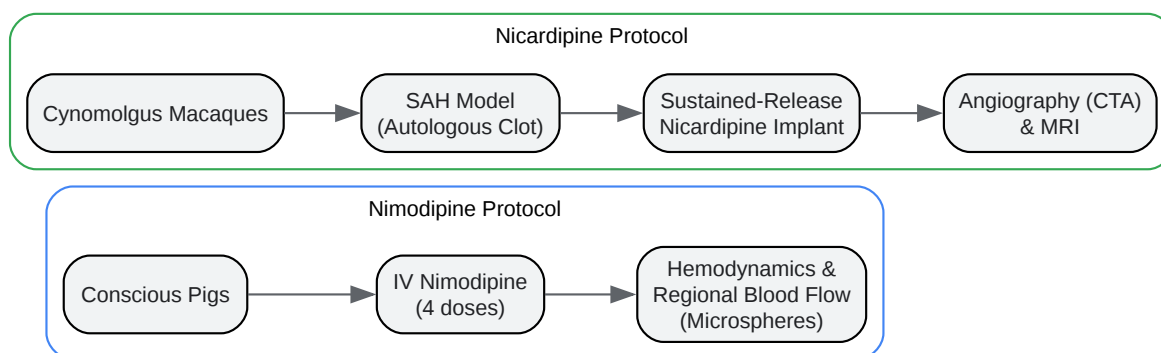 Nicardipine Protocol
Cynomolgus Macaques
SAH Model
(Autologous Clot)
Sustained-Release
Nicardipine Implant
Angiography (CTA)
& MRI
Nimodipine Protocol
Conscious Pigs
IV Nimodipine
(4 doses)
Hemodynamics &
Regional Blood Flow
(Microspheres)